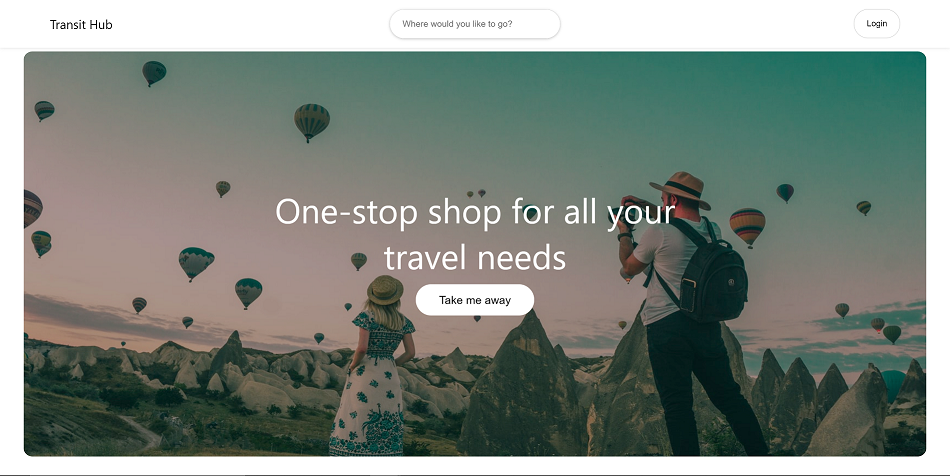 Transit Hub
Where would you like to go?
Login
One-stop shop for all your
travel needs
Take me away